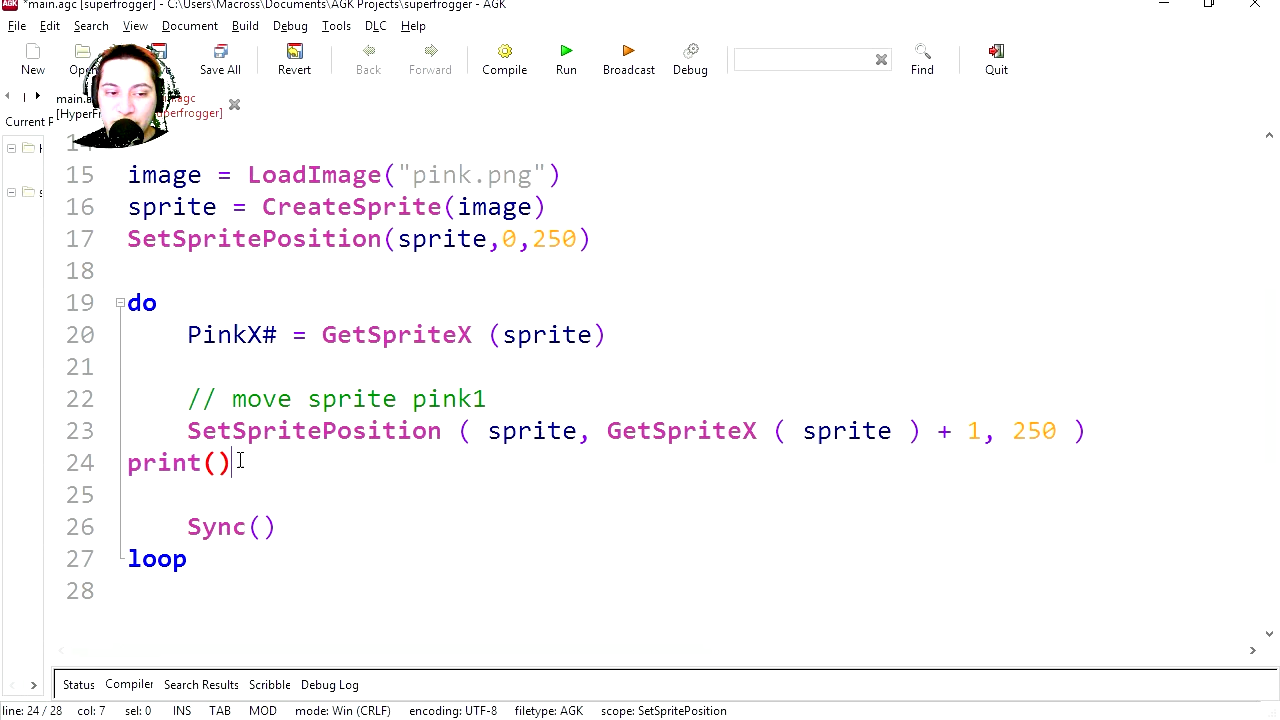 *main.agc [superfrogger] - C:\Users\Macross\Documents\AGK Projects\superfrogger - AGK
File Edit Search View Document Build Debug Tools DLC Help
New Save All Revert Back Forward Compile Run Broadcast Debug Find Quit
14
15 image = LoadImage("pink.png")
16 sprite = CreateSprite(image)
17 SetSpritePosition(sprite,0,250)
18
19 do
20 PinkX# = GetSpriteX (sprite)
21
22 // move sprite pink1
23 SetSpritePosition ( sprite, GetSpriteX ( sprite ) + 1, 250 )
24 print()
25
26 Sync()
27 loop
28
Status Compiler Search Results Scribble Debug Log
line: 24 / 28 col: 7 sel: 0 INS TAB MOD mode: Win (CRLF) encoding: UTF-8 filetype: AGK scope: SetSpritePosition